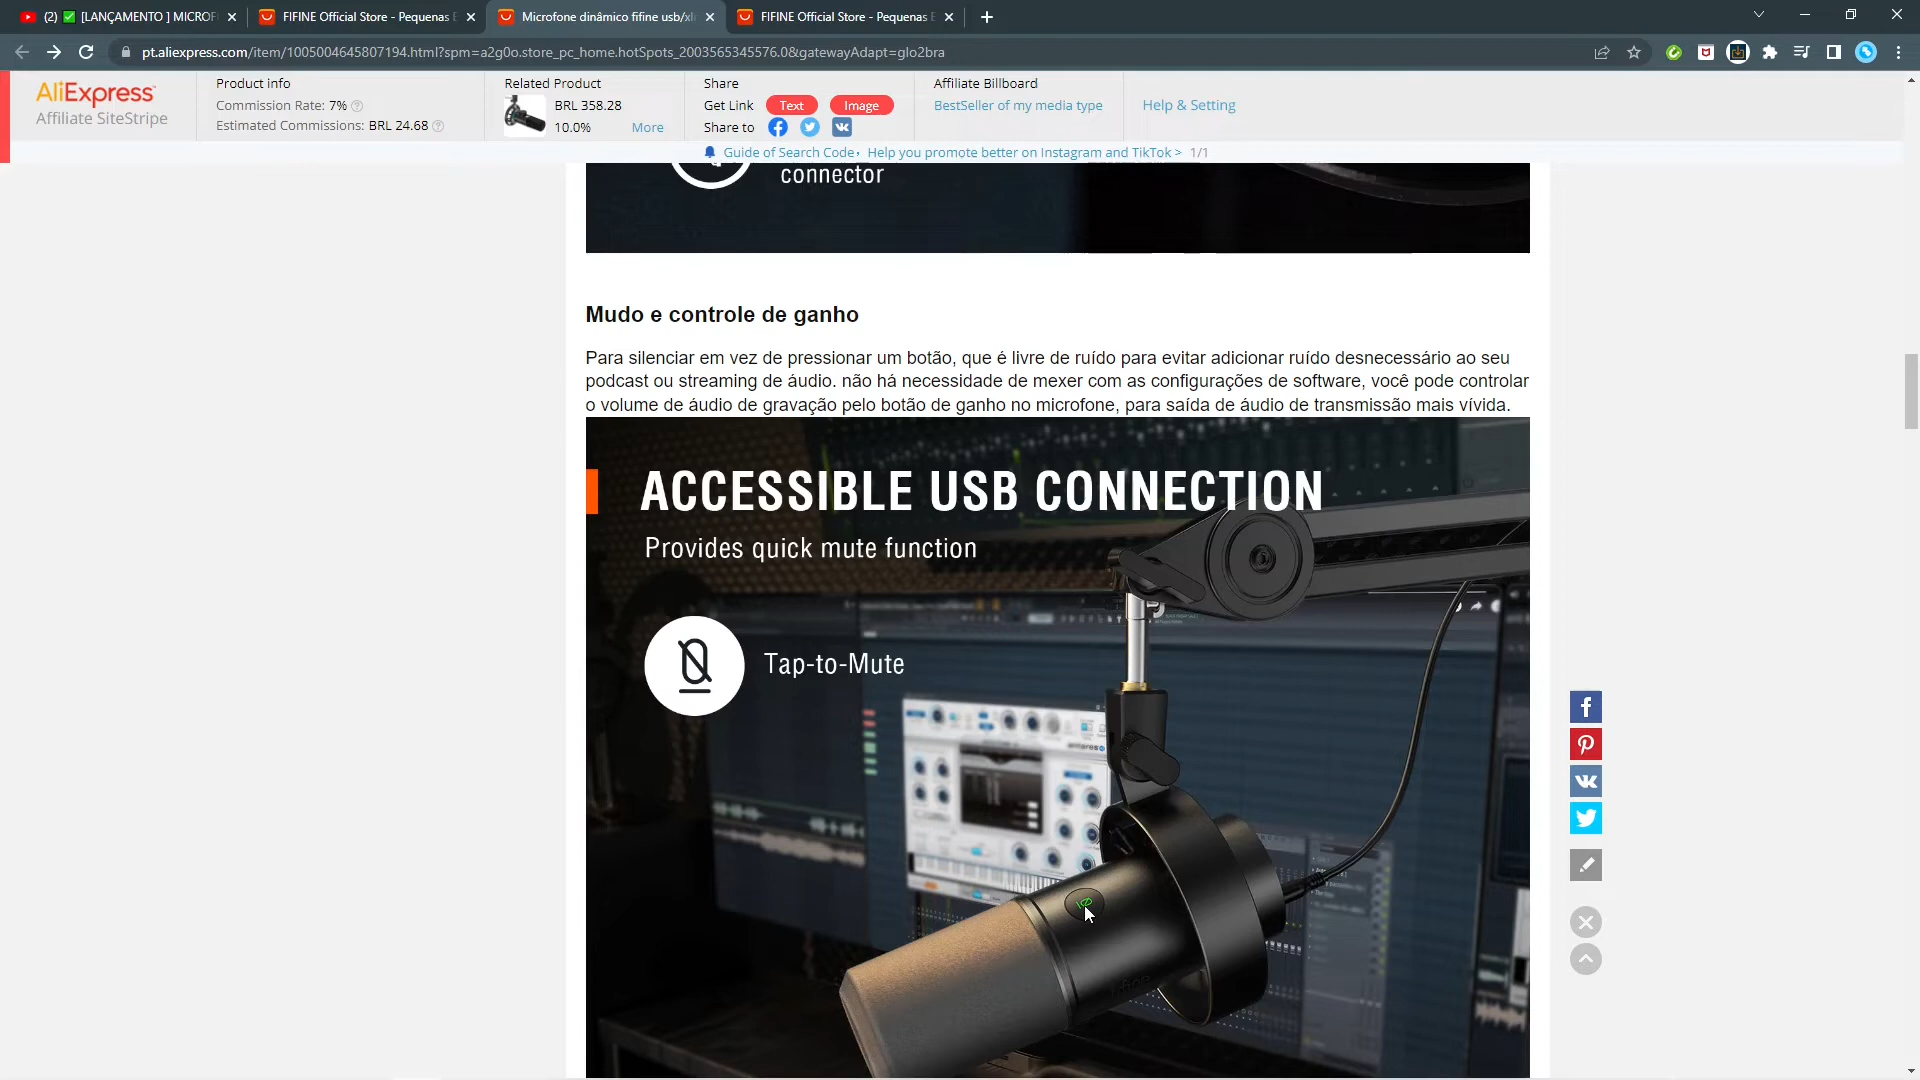 (2) ✅ [LANÇAMENTO ] MICROF
FIFINE Official Store - Pequenas E
Microfone dinâmico fifine usb/xl
FIFINE Official Store - Pequenas E
pt.aliexpress.com/item/1005004645807194.html?spm=a2g0o.store_pc_home.hotSpots_2003565345576.0&gatewayAdapt=glo2bra
AliExpress
Affiliate SiteStripe
Product info
Commission Rate: 7%
Estimated Commissions: BRL 24.68
Related Product
BRL 358.28
10.0%
More
Share
Get Link Text Image
Share to
Affiliate Billboard
BestSeller of my media type
Help & Setting
Guide of Search Code, Help you promote better on Instagram and TikTok > 1/1
connector
Mudo e controle de ganho
Para silenciar em vez de pressionar um botão, que é livre de ruído para evitar adicionar ruído desnecessário ao seu
podcast ou streaming de áudio. não há necessidade de mexer com as configurações de software, você pode controlar
o volume de áudio de gravação pelo botão de ganho no microfone, para saída de áudio de transmissão mais vívida.
ACCESSIBLE USB CONNECTION
Provides quick mute function
Tap-to-Mute
antares